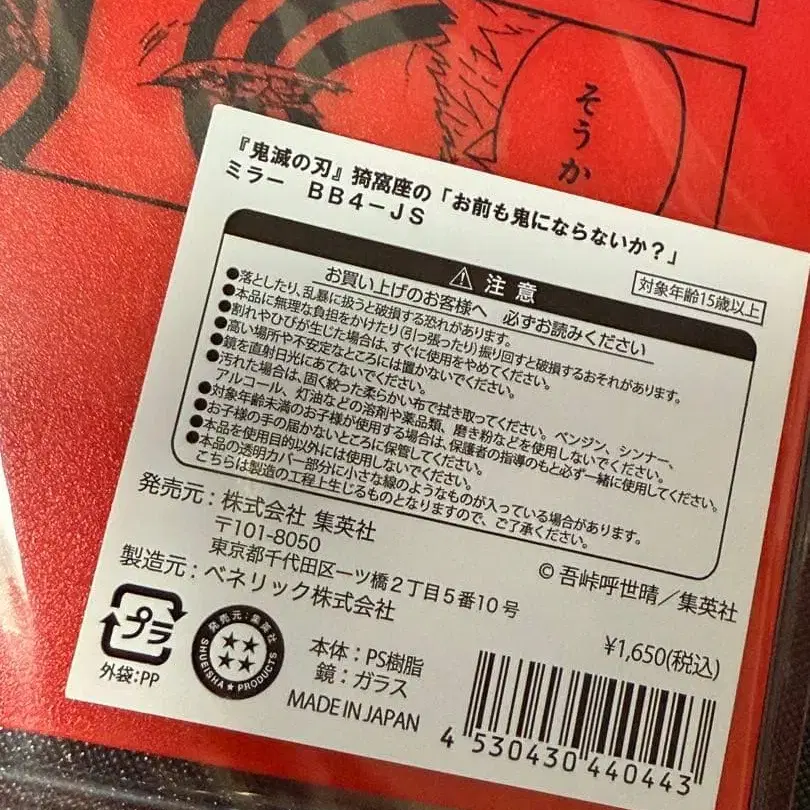 そうか
『鬼滅の刃』猗窩座の「お前も鬼にならないか?」
ミラー BB4-JS
対象年齢15歳以上
⚠ 注意
お買い上げのお客様へ 必ずお読みください
●落としたり、乱暴に扱うと破損する恐れがあります。
●本品に無理な負担をかけたり(引っ張ったり)振り回すと破損するおそれがあります。
●割れやひびが生じた場合は、すぐに使用をやめてください。
●高い場所や不安定なところには置かないでください。
●鏡を直射日光にあてないでください。
●汚れた場合は、固く絞った柔らかい布で拭き取ってください。ベンジン、シンナー、
アルコール、灯油などの溶剤や薬品類、磨き粉などを使用しないでください。
●対象年齢未満のお子様が使用する場合は、保護者の指導のもと必ず一緒に使用してください。
●お子様の手の届かないところに保管してください。
●本品を使用目的以外には使用しないでください。
●本品の透明カバー部分に小さな線のようなものが入っている場合があります。
こちらは製造の工程上生じるものとなりますので、ご了承ください。
発売元:株式会社 集英社
〒101-8050
東京都千代田区一ツ橋2丁目5番10号
製造元:ベネリック株式会社
© 吾峠呼世晴/集英社
¥1,650(税込)
プラ
外袋:PP
発売元:集英社
SHUEISHA★PRODUCTS
本体:PS樹脂
鏡:ガラス
MADE IN JAPAN
4 530430 440443